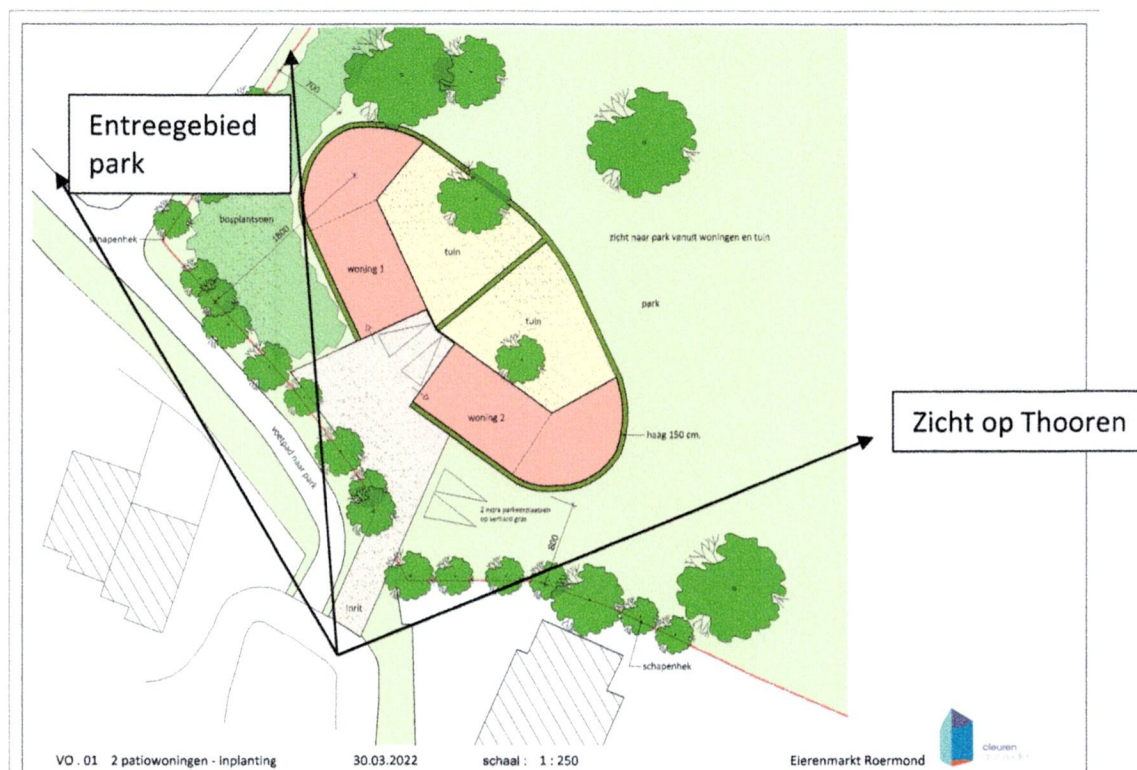 Entreegebied
park
700
bosplantsoen
schapenhek
1800
zicht naar park vanuit woningen en tuin
tuin
woning 1
park
tuin
woning 2
Zicht op Thooren
haag 150 cm.
voetpad naar park
2 extra parkeerplaatsen
op verhard gras
800
inrit
schapenhek
VO . 01 2 patiowoningen - inplanting 30.03.2022 schaal : 1 : 250 Eierenmarkt Roermond
cleuren